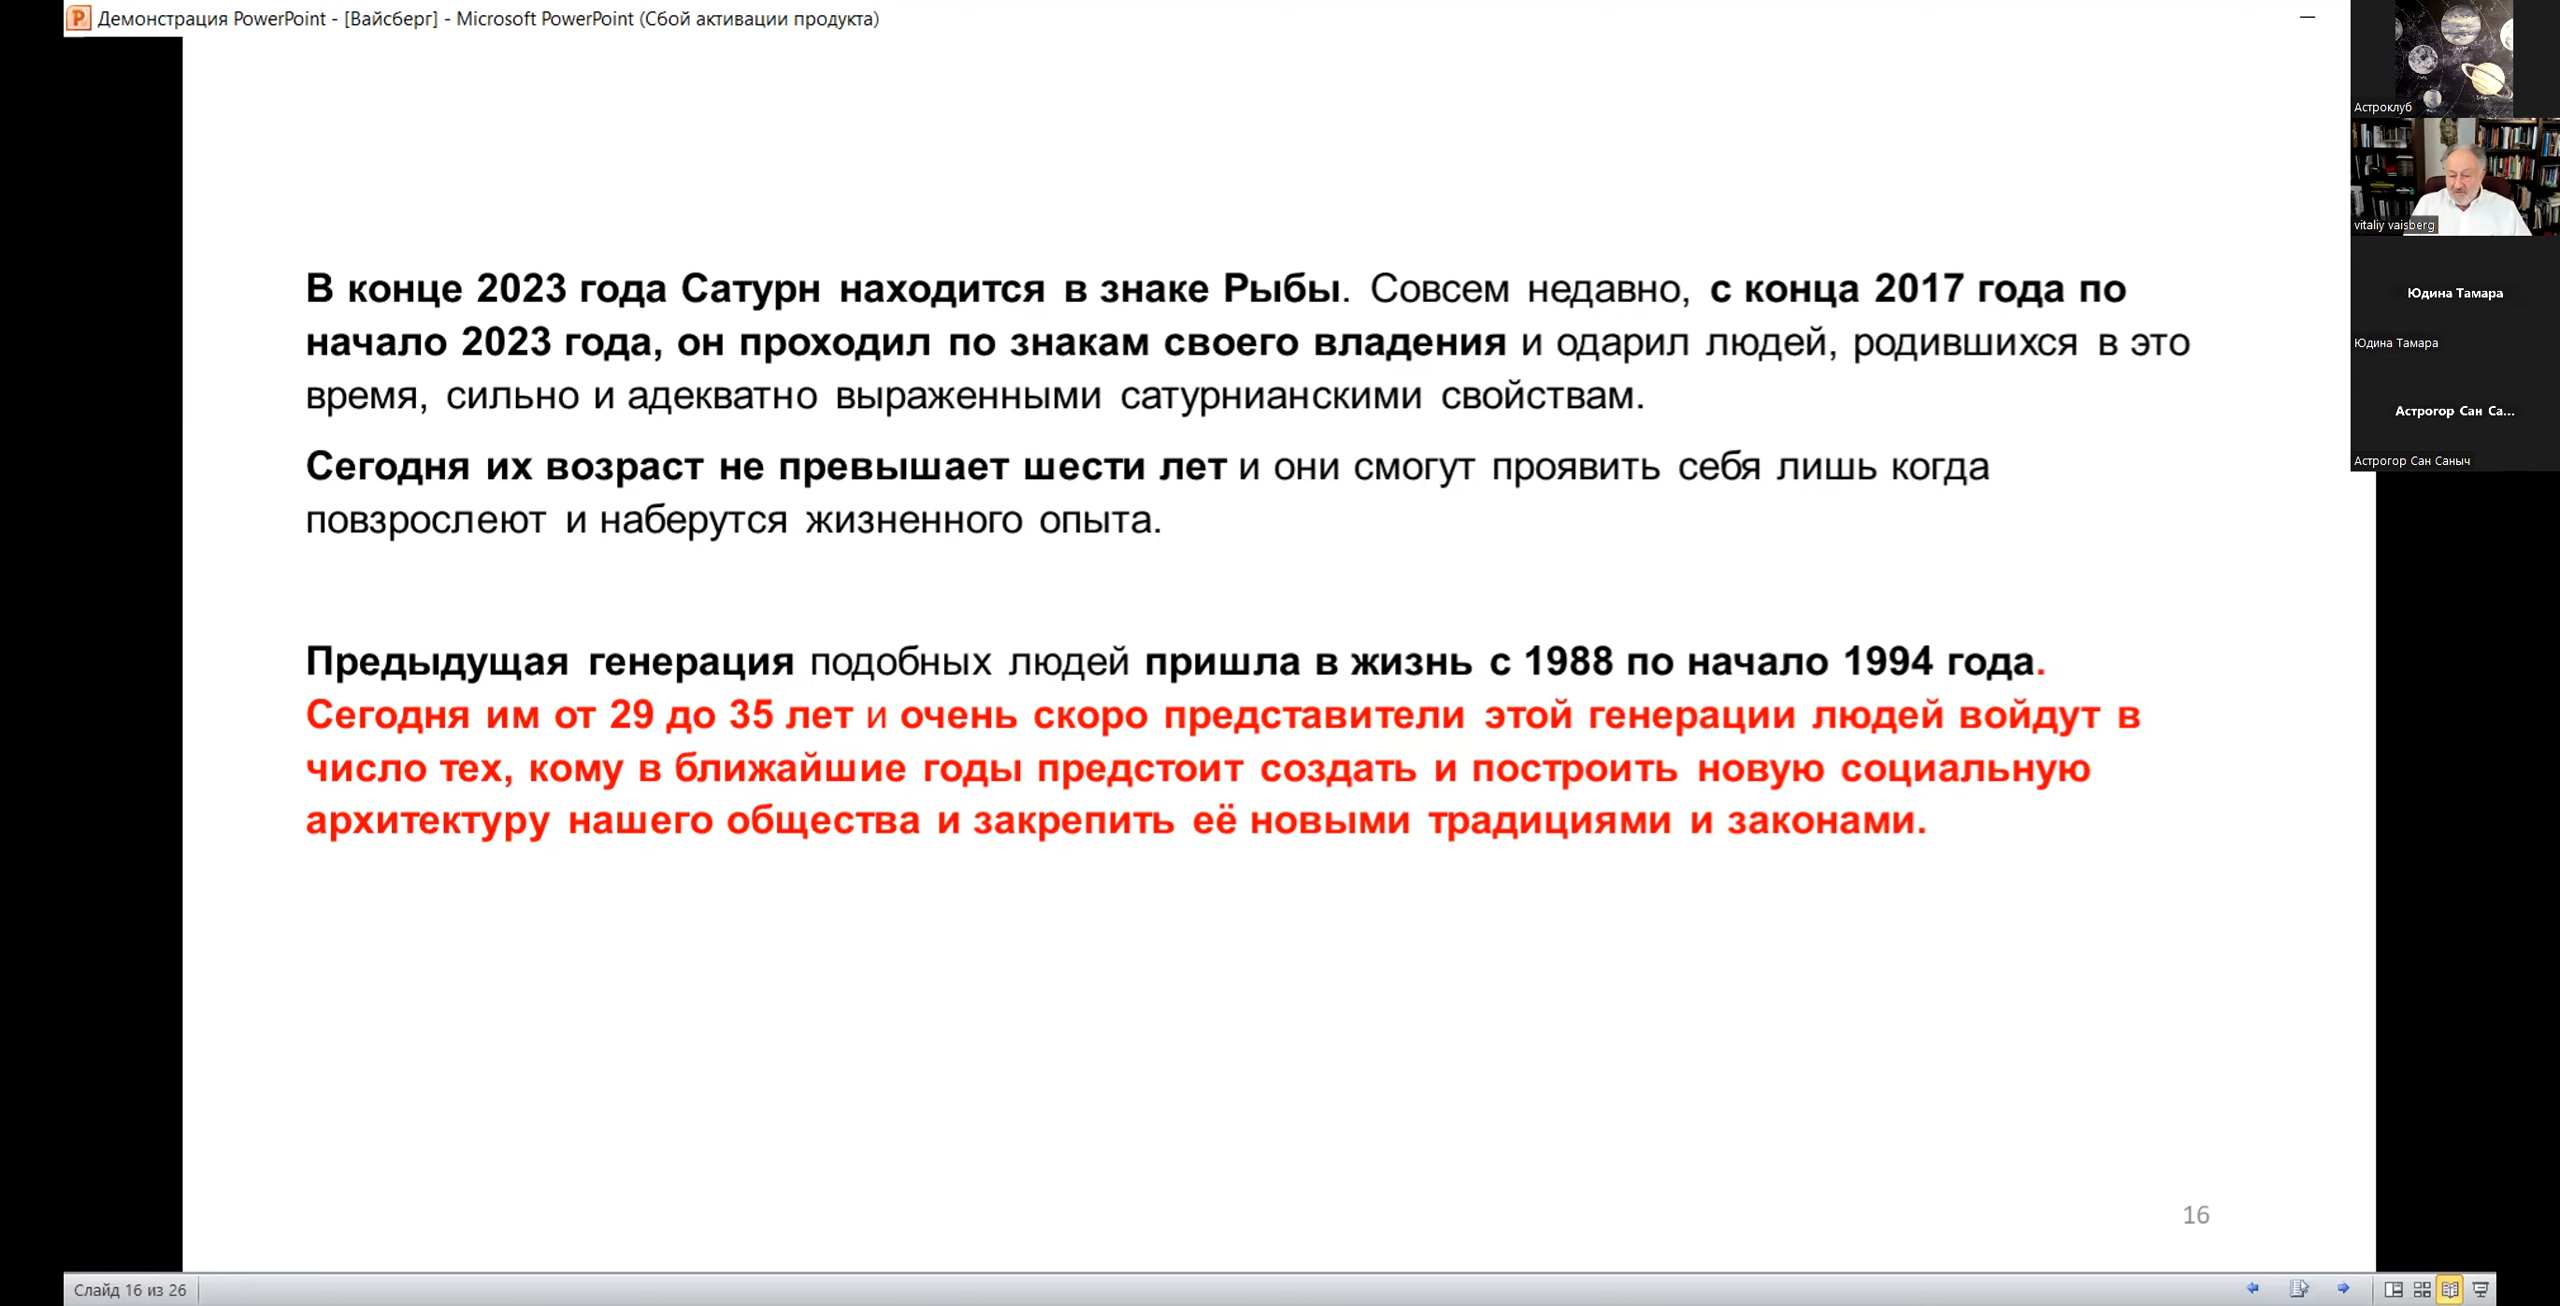 Демонстрация PowerPoint - [Вайсберг] - Microsoft PowerPoint (Сбой активации продукта)
В конце 2023 года Сатурн находится в знаке Рыбы. Совсем недавно, с конца 2017 года по
начало 2023 года, он проходил по знакам своего владения и одарил людей, родившихся в это
время, сильно и адекватно выраженными сатурнианскими свойствам.
Сегодня их возраст не превышает шести лет и они смогут проявить себя лишь когда
повзрослеют и наберутся жизненного опыта.
Предыдущая генерация подобных людей пришла в жизнь с 1988 по начало 1994 года.
Сегодня им от 29 до 35 лет и очень скоро представители этой генерации людей войдут в
число тех, кому в ближайшие годы предстоит создать и построить новую социальную
архитектуру нашего общества и закрепить её новыми традициями и законами.
16
Слайд 16 из 26
Астроклуб
vitaliy vaisberg
Юдина Тамара
Юдина Тамара
Астрогор Сан Са...
Астрогор Сан Саныч